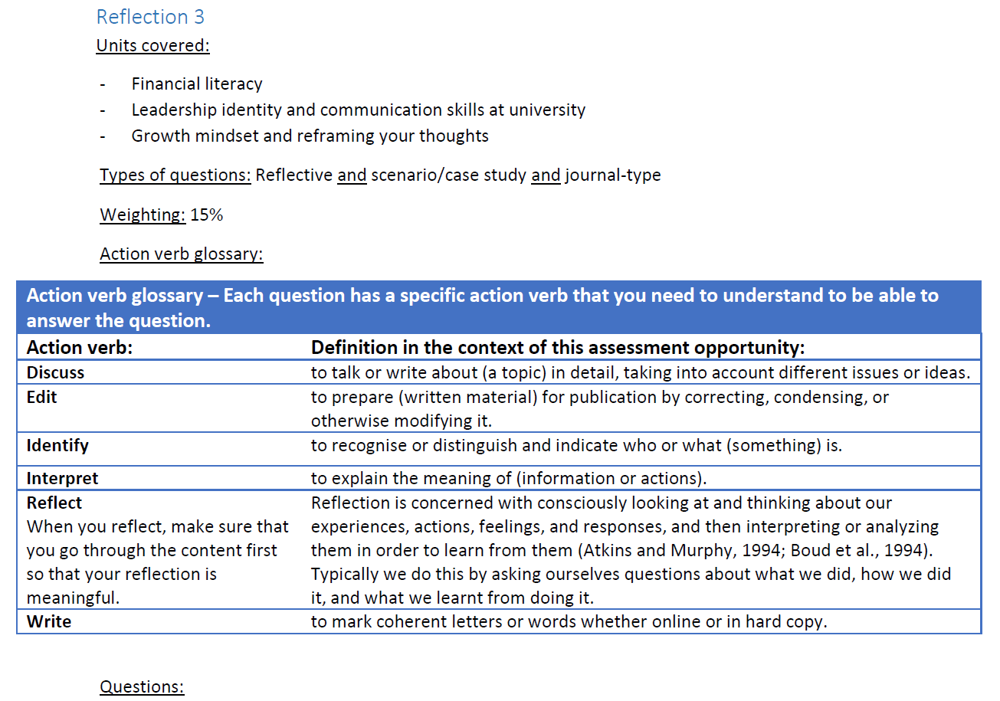 Reflection 3
Units covered:
- Financial literacy
- Leadership identity and communication skills at university
- Growth mindset and reframing your thoughts
Types of questions: Reflective and scenario/case study and journal-type
Weighting: 15%
Action verb glossary:
Action verb glossary – Each question has a specific action verb that you need to understand to be able to
answer the question.
Action verb: Definition in the context of this assessment opportunity:
Discuss to talk or write about (a topic) in detail, taking into account different issues or ideas.
Edit to prepare (written material) for publication by correcting, condensing, or
otherwise modifying it.
Identify to recognise or distinguish and indicate who or what (something) is.
Interpret to explain the meaning of (information or actions).
Reflect
When you reflect, make sure that
you go through the content first
so that your reflection is
meaningful.
Reflection is concerned with consciously looking at and thinking about our
experiences, actions, feelings, and responses, and then interpreting or analyzing
them in order to learn from them (Atkins and Murphy, 1994; Boud et al., 1994).
Typically we do this by asking ourselves questions about what we did, how we did
it, and what we learnt from doing it.
Write to mark coherent letters or words whether online or in hard copy.
Questions: